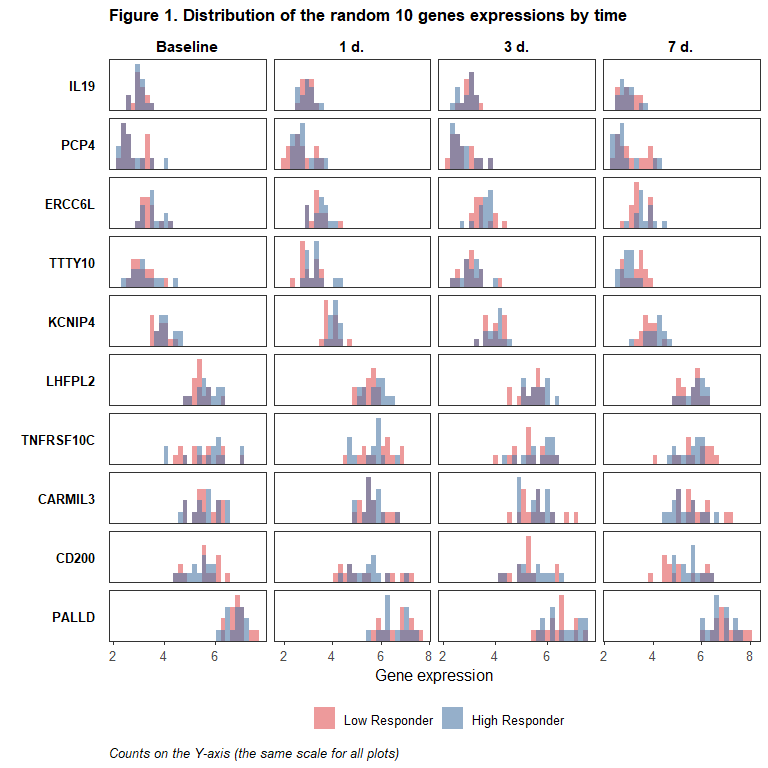 Figure 1. Distribution of the random 10 genes expressions by time
Baseline 1 d. 3 d. 7 d.
IL19
PCP4
ERCC6L
TTTY10
KCNIP4
LHFPL2
TNFRSF10C
CARMIL3
CD200
PALLD
2 4 6 2 4 6 8 2 4 6 2 4 6 8
Gene expression
Low Responder High Responder
Counts on the Y-axis (the same scale for all plots)